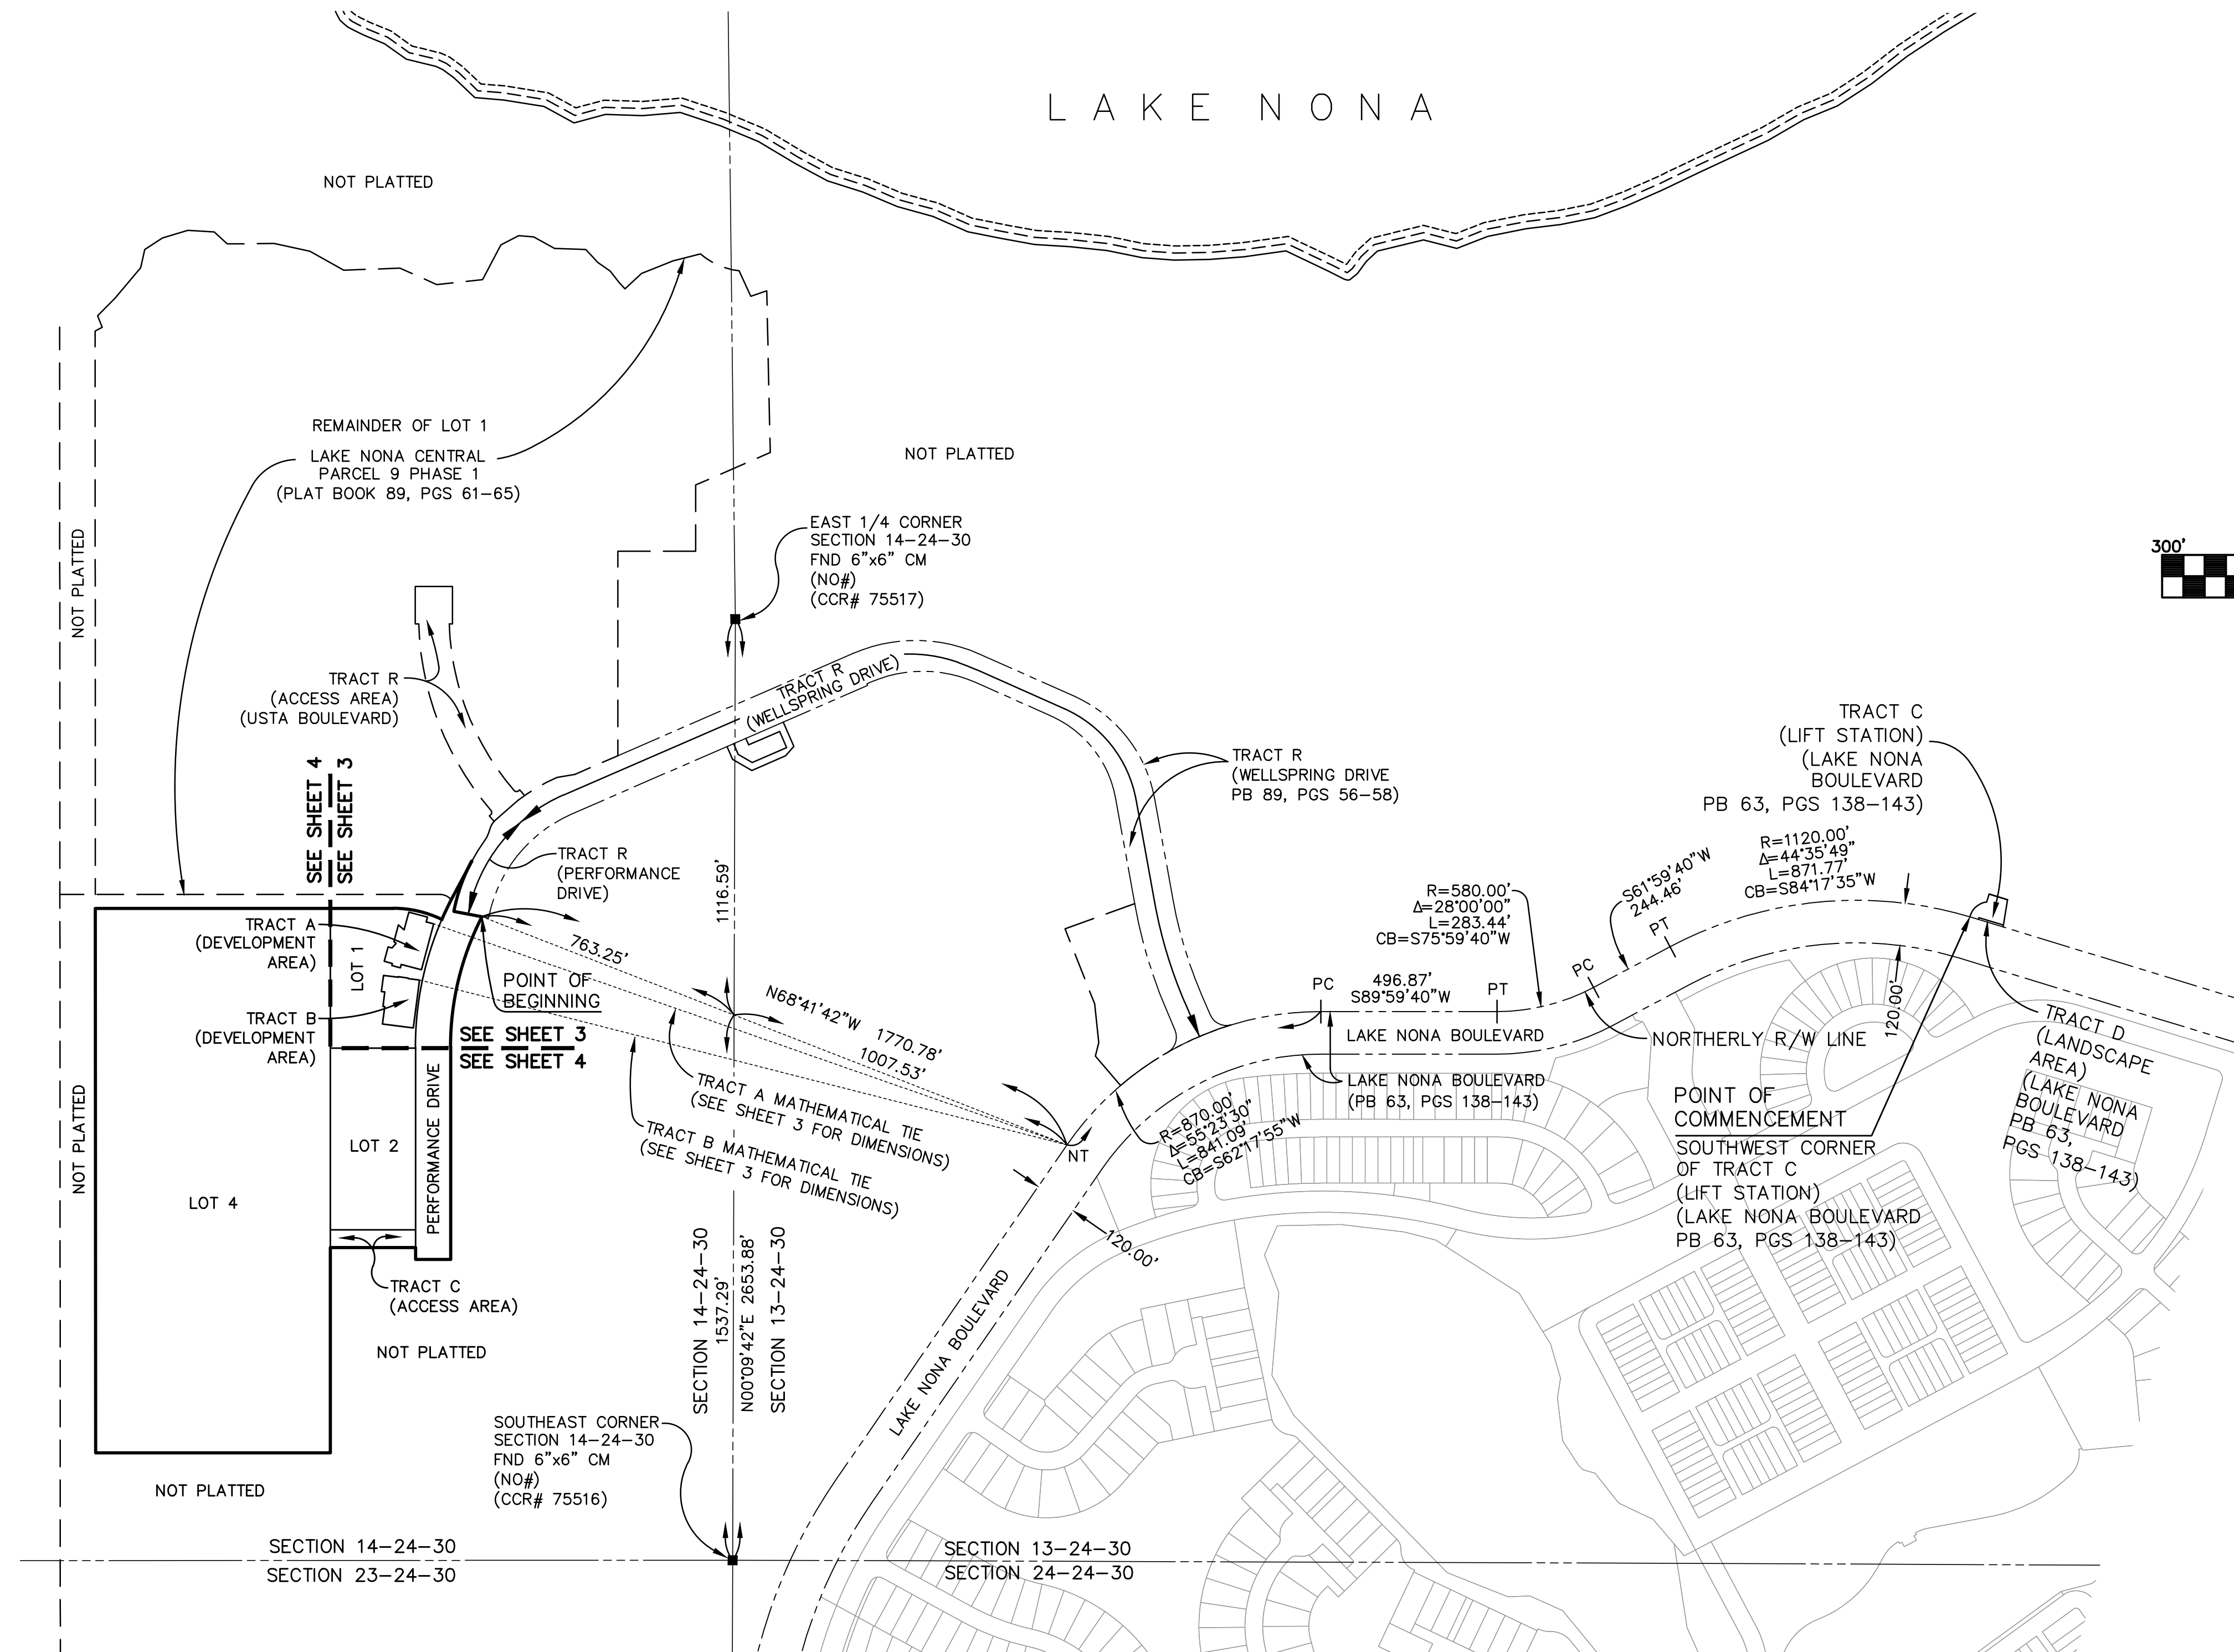 LAKE NONA
NOT PLATTED
REMAINDER OF LOT 1
LAKE NONA CENTRAL
PARCEL 9 PHASE 1
(PLAT BOOK 89, PGS 61-65)
NOT PLATTED
NOT PLATTED
EAST 1/4 CORNER
SECTION 14-24-30
FND 6"x6" CM
(NO#)
(CCR# 75517)
300'
TRACT R
(ACCESS AREA)
(USTA BOULEVARD)
TRACT R
(WELLSPRING DRIVE)
TRACT R
(WELLSPRING DRIVE
PB 89, PGS 56-58)
TRACT C
(LIFT STATION)
(LAKE NONA
BOULEVARD
PB 63, PGS 138-143)
SEE SHEET 4
SEE SHEET 3
TRACT R
(PERFORMANCE
DRIVE)
1116.59'
R=1120.00'
Δ=44°35'49"
L=871.77'
CB=S84°17'35"W
S61°59'40"W
244.46'
R=580.00'
Δ=28°00'00"
L=283.44'
CB=S75°59'40"W
PT
PC
TRACT A
(DEVELOPMENT
AREA)
LOT 1
763.25'
POINT OF
BEGINNING
N68°41'42"W 1770.78'
1007.53'
PC
496.87'
S89°59'40"W
PT
LAKE NONA BOULEVARD
NORTHERLY R/W LINE
120.00'
TRACT D
(LANDSCAPE
AREA)
(LAKE NONA
BOULEVARD
PB 63,
PGS 138-143)
TRACT B
(DEVELOPMENT
AREA)
SEE SHEET 3
SEE SHEET 4
TRACT A MATHEMATICAL TIE
(SEE SHEET 3 FOR DIMENSIONS)
TRACT B MATHEMATICAL TIE
(SEE SHEET 3 FOR DIMENSIONS)
LAKE NONA BOULEVARD
(PB 63, PGS 138-143)
R=870.00'
Δ=55°23'30"
L=841.09'
CB=S62°17'55"W
NT
POINT OF
COMMENCEMENT
SOUTHWEST CORNER
OF TRACT C
(LIFT STATION)
(LAKE NONA BOULEVARD
PB 63, PGS 138-143)
NOT PLATTED
LOT 4
LOT 2
PERFORMANCE DRIVE
120.00'
LAKE NONA BOULEVARD
TRACT C
(ACCESS AREA)
NOT PLATTED
SECTION 14-24-30
1537.29'
N00°09'42"E 2653.88'
SECTION 13-24-30
SOUTHEAST CORNER
SECTION 14-24-30
FND 6"x6" CM
(NO#)
(CCR# 75516)
NOT PLATTED
SECTION 14-24-30
SECTION 23-24-30
SECTION 13-24-30
SECTION 24-24-30